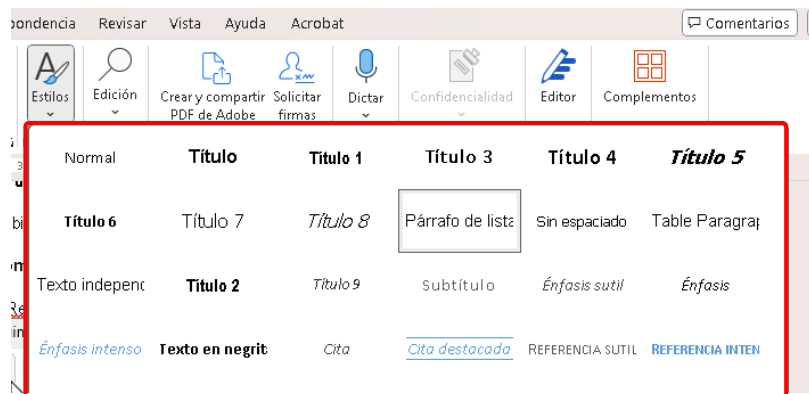 Revisar Vista Ayuda Acrobat Comentarios
Estilos Edición Crear y compartir Solicitar Dictar Confidencialidad Editor Complementos
PDF de Adobe firmas
Normal Título Título 1 Título 3 Título 4 Título 5
Título 6 Título 7 Título 8 Párrafo de lista Sin espaciado Table Paragrap
Texto independ Título 2 Título 9 Subtítulo Énfasis sutil Énfasis
Énfasis intenso Texto en negrit Cita Cita destacada REFERENCIA SUTIL REFERENCIA INTEN